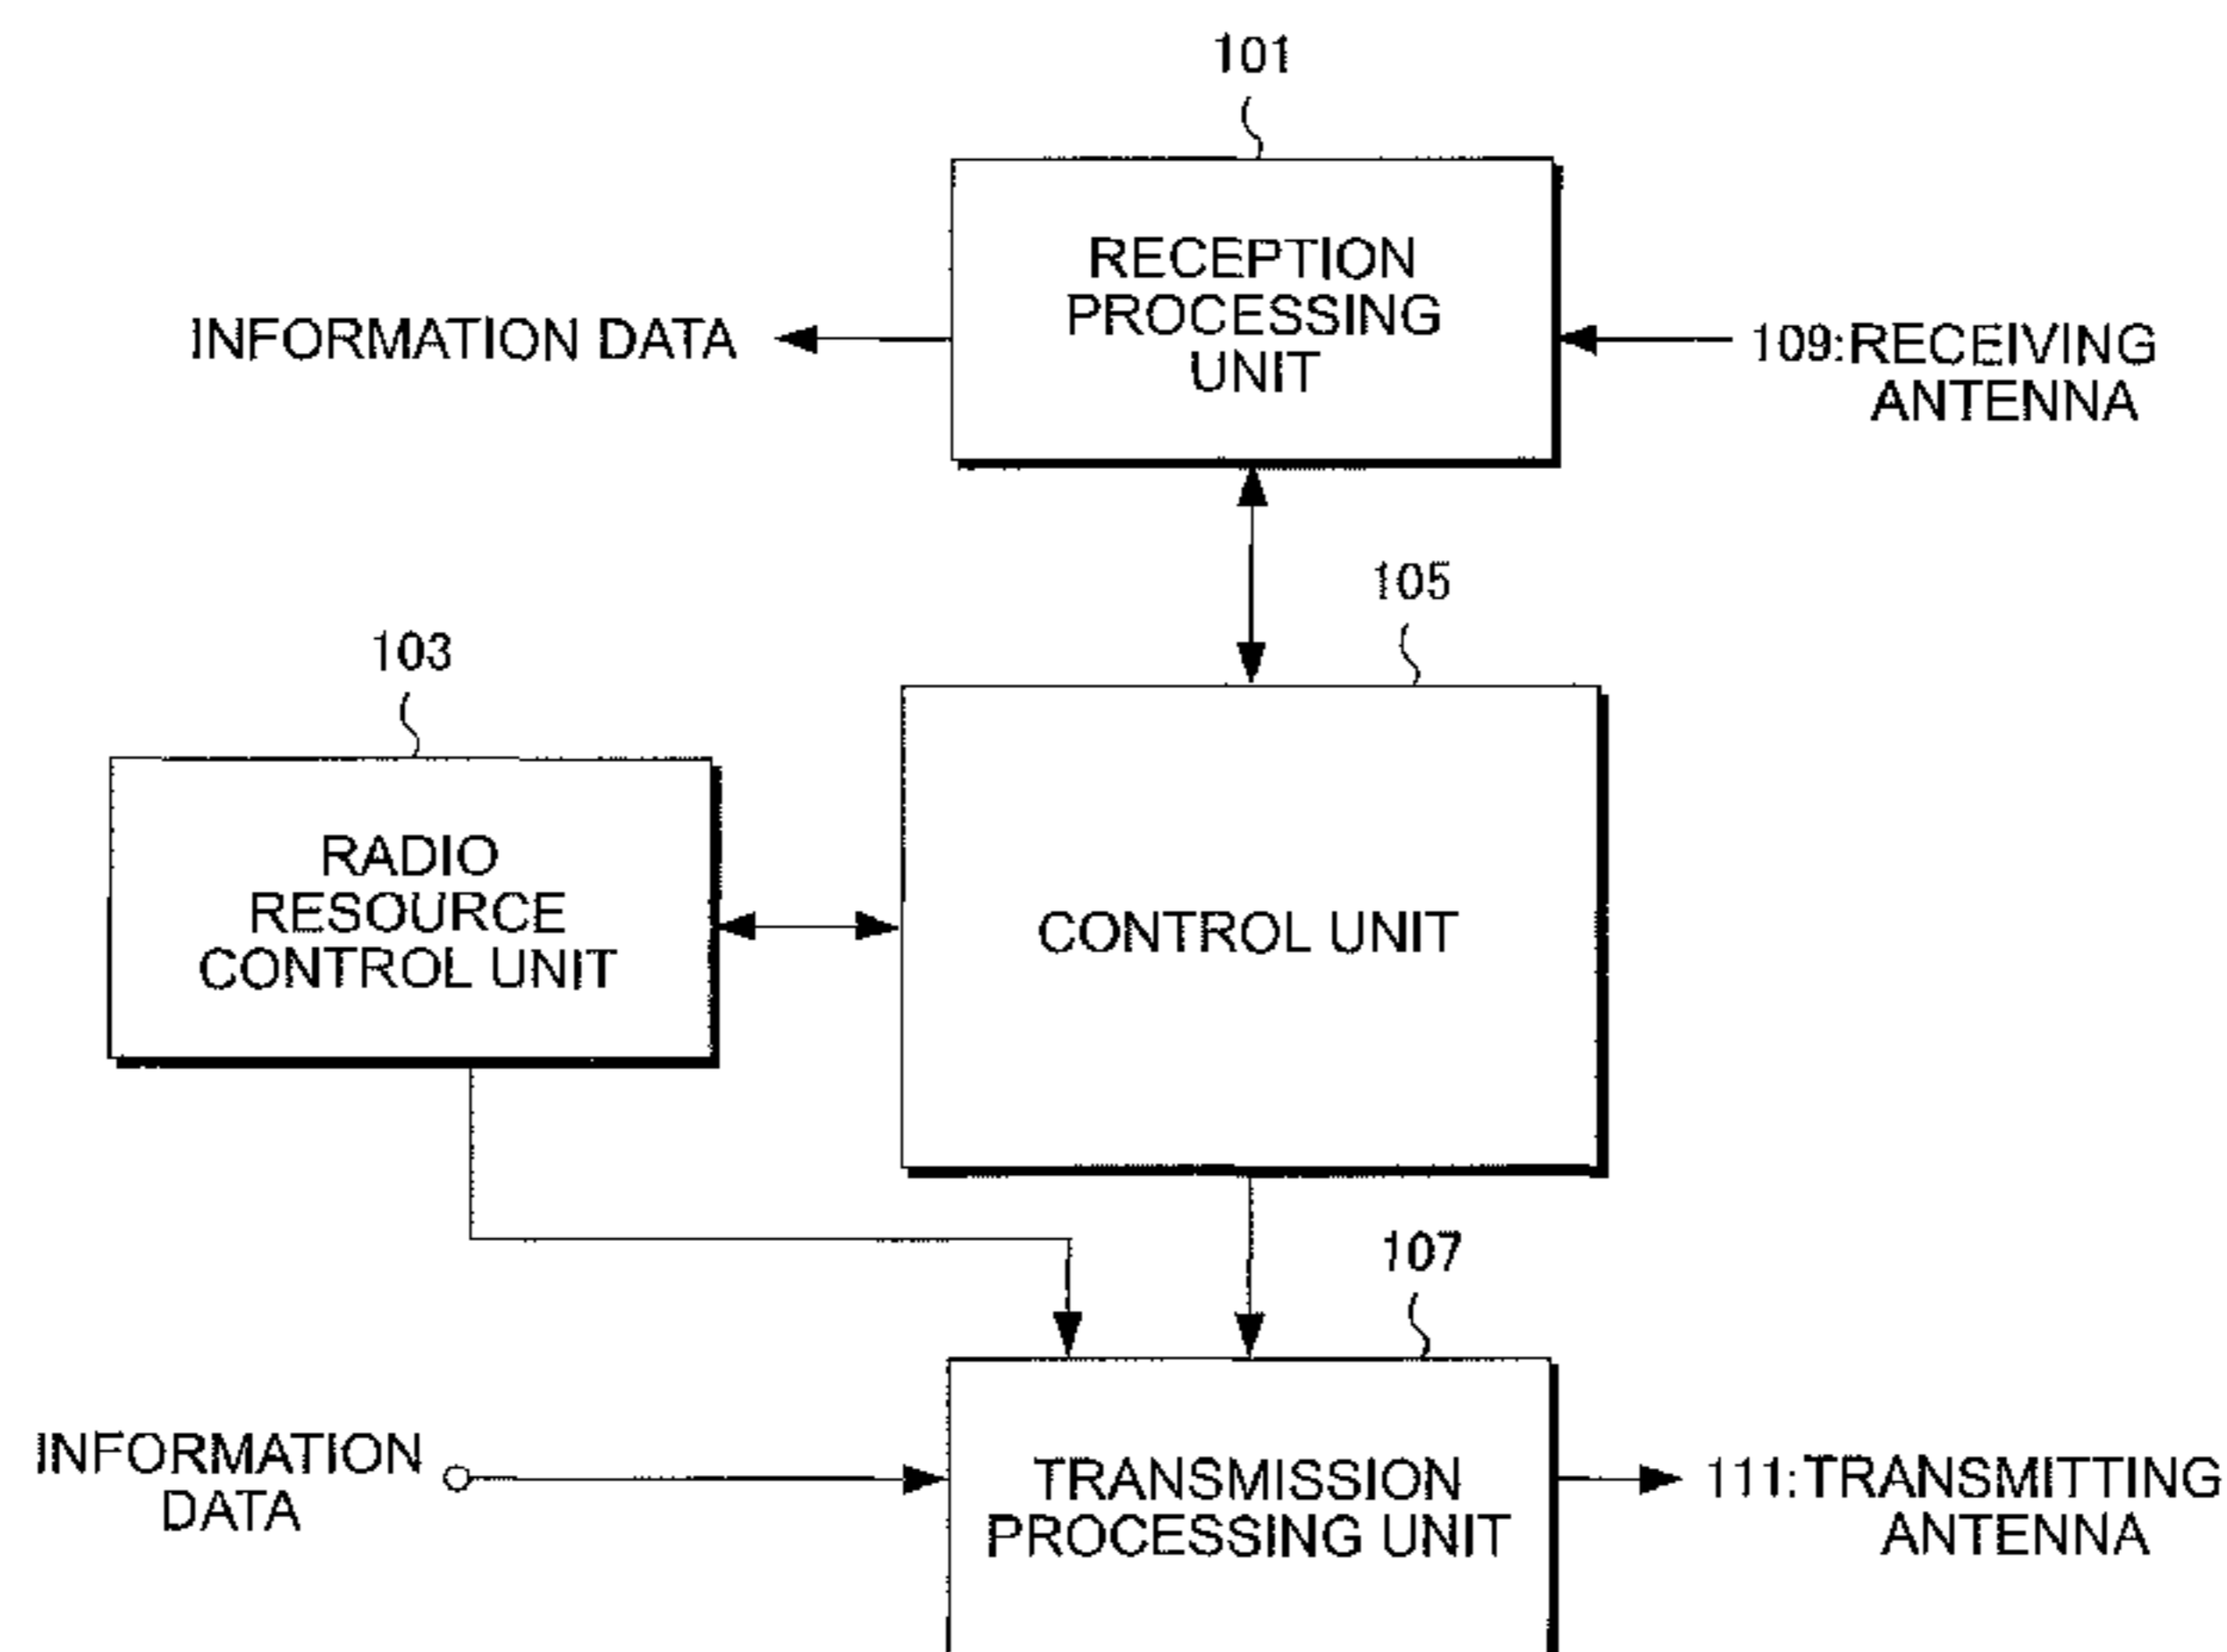 101
RECEPTION
PROCESSING
UNIT
INFORMATION DATA
109:RECEIVING
ANTENNA
105
103
RADIO
RESOURCE
CONTROL UNIT
CONTROL UNIT
107
INFORMATION
DATA
TRANSMISSION
PROCESSING UNIT
111:TRANSMITTING
ANTENNA